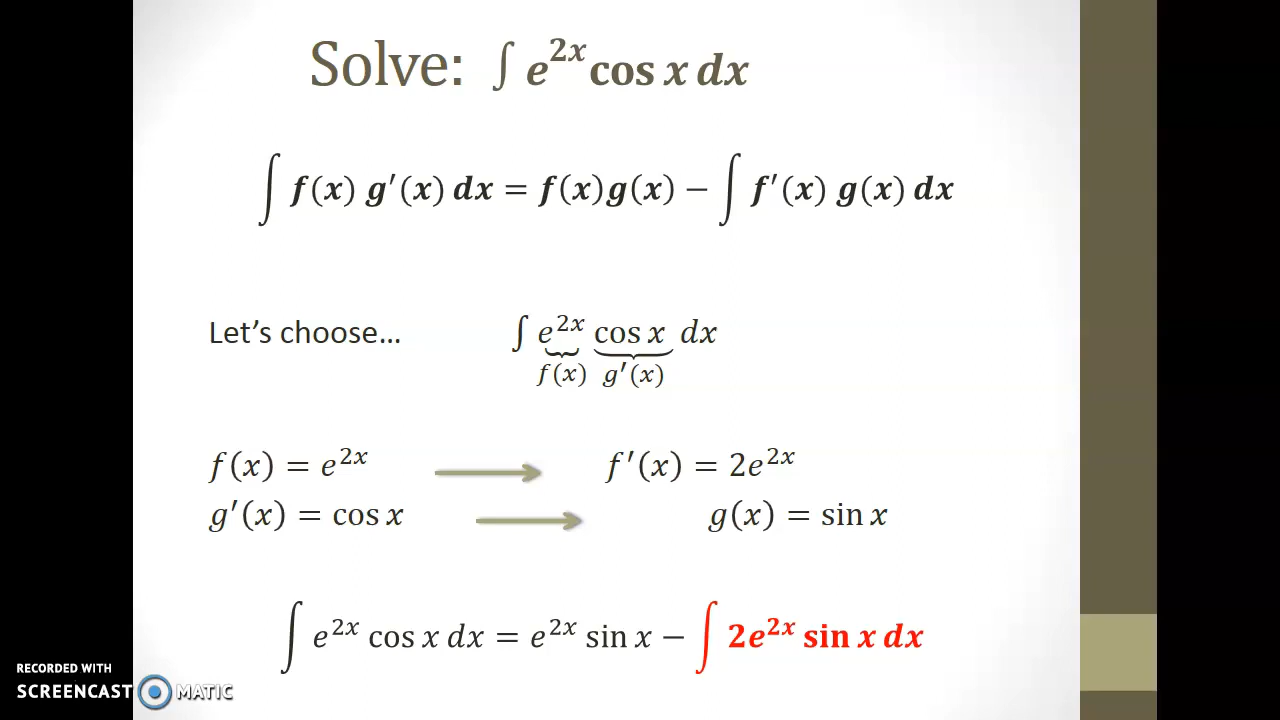 Solve: ∫ e^{2x} cos x dx
∫ f(x) g′(x) dx = f(x)g(x) − ∫ f′(x) g(x) dx
Let's choose… ∫ e^{2x} cos x dx
f(x) g′(x)
f(x) = e^{2x} f′(x) = 2e^{2x}
g′(x) = cos x g(x) = sin x
∫ e^{2x} cos x dx = e^{2x} sin x − ∫ 2e^{2x} sin x dx
RECORDED WITH
SCREENCAST MATIC